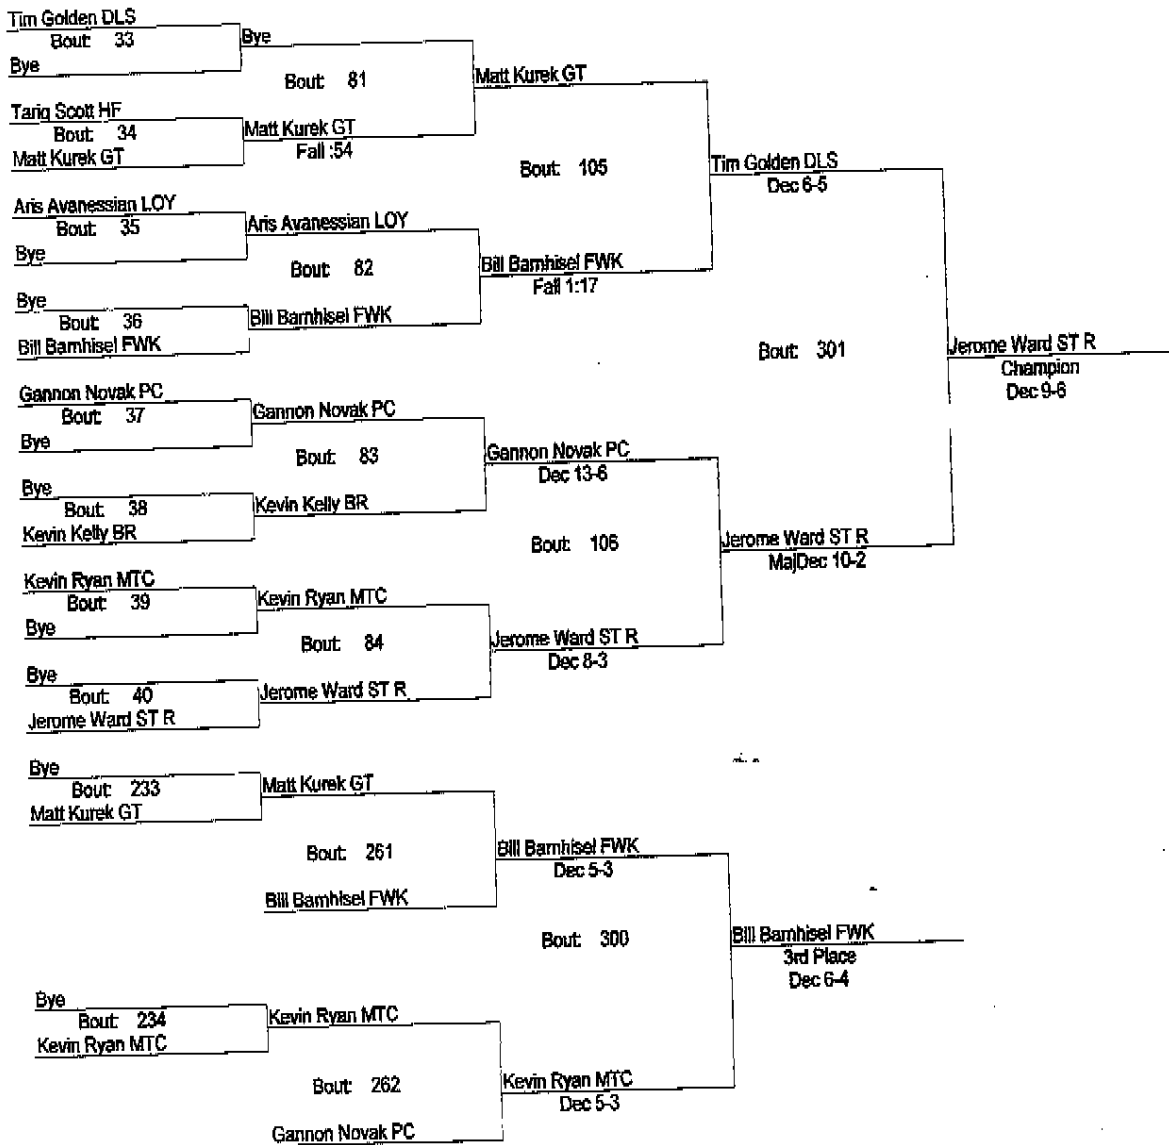 Tim Golden DLS
Bout: 33
Bye
Bye
Bout: 81
Matt Kurek GT
Tariq Scott HF
Bout: 34
Matt Kurek GT
Fall :54
Matt Kurek GT
Bout: 105
Tim Golden DLS
Dec 6-5
Aris Avanessian LOY
Bout: 35
Aris Avanessian LOY
Bye
Bout: 82
Bill Barnhisel FWK
Fall 1:17
Bye
Bout: 36
Bill Barnhisel FWK
Bill Barnhisel FWK
Bout: 301
Jerome Ward ST R
Champion
Dec 9-6
Gannon Novak PC
Bout: 37
Gannon Novak PC
Bye
Bout: 83
Gannon Novak PC
Dec 13-6
Bye
Bout: 38
Kevin Kelly BR
Kevin Kelly BR
Bout: 106
Jerome Ward ST R
MajDec 10-2
Kevin Ryan MTC
Bout: 39
Kevin Ryan MTC
Bye
Bout: 84
Jerome Ward ST R
Dec 8-3
Bye
Bout: 40
Jerome Ward ST R
Jerome Ward ST R
Bye
Bout: 233
Matt Kurek GT
Matt Kurek GT
Bout: 261
Bill Barnhisel FWK
Dec 5-3
Bill Barnhisel FWK
Bout: 300
Bill Barnhisel FWK
3rd Place
Dec 6-4
Bye
Bout: 234
Kevin Ryan MTC
Kevin Ryan MTC
Bout: 262
Kevin Ryan MTC
Dec 5-3
Gannon Novak PC